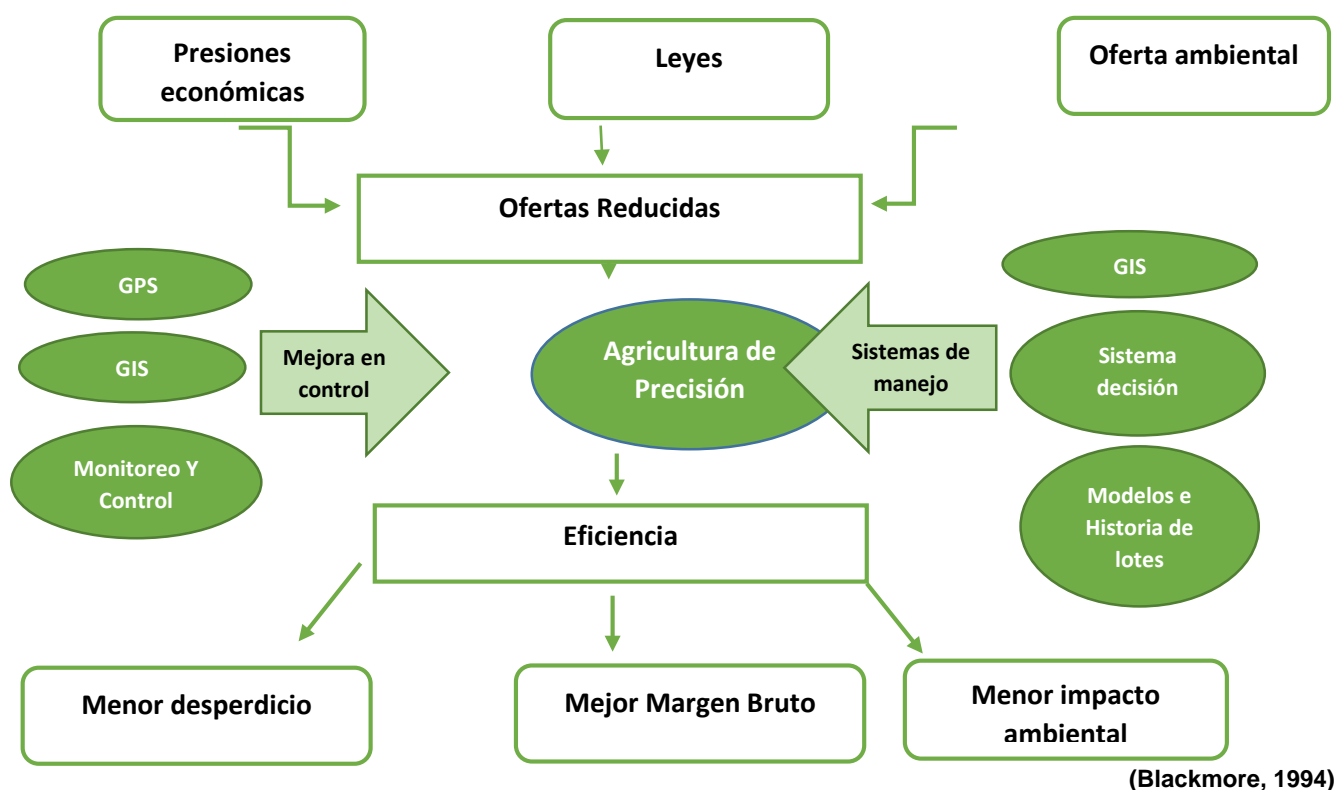 Presiones
económicas
Leyes
Oferta ambiental
Ofertas Reducidas
GPS
GIS
Monitoreo Y
Control
Mejora en
control
Agricultura de
Precisión
Sistemas de
manejo
GIS
Sistema
decisión
Modelos e
Historia de
lotes
Eficiencia
Menor desperdicio
Mejor Margen Bruto
Menor impacto
ambiental
(Blackmore, 1994)